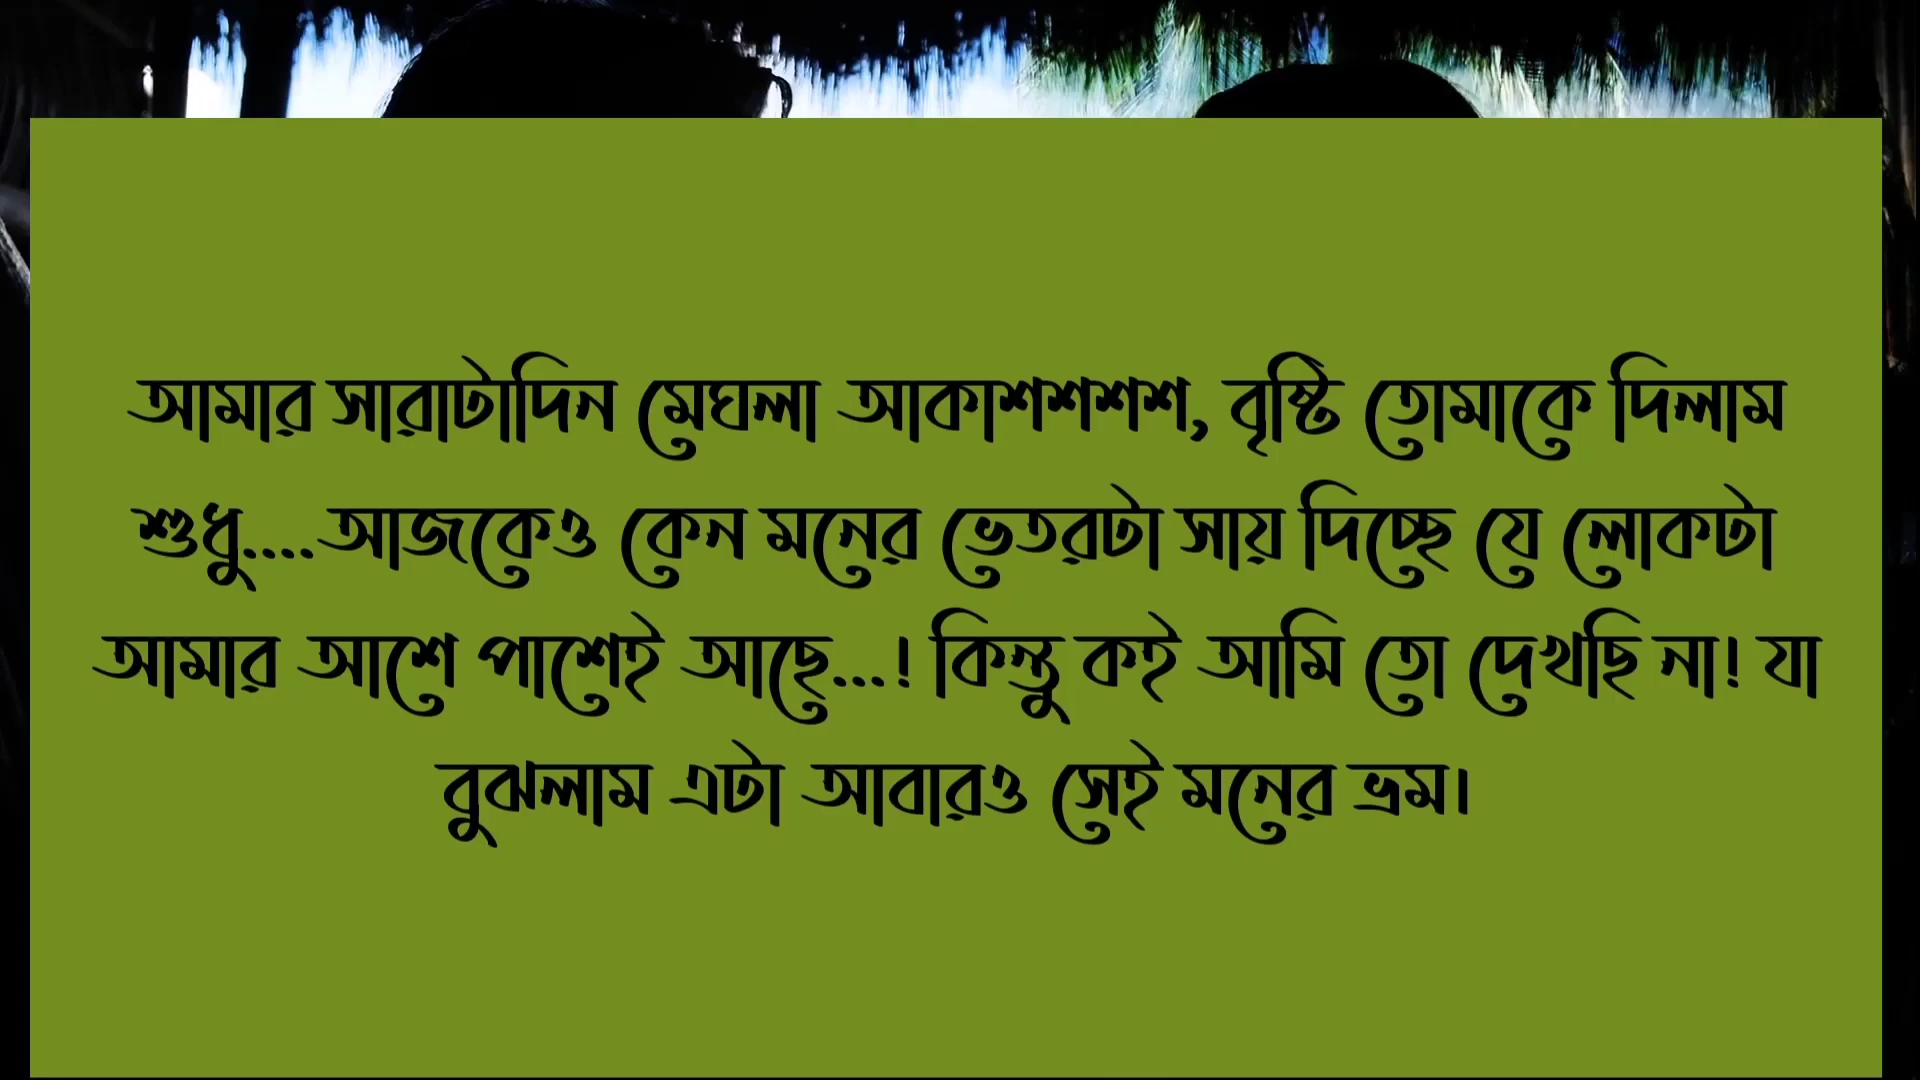 আমার সারাটাদিন মেঘলা আকাশশশশ, বৃষ্টি তোমাকে দিলাম
শুধু....আজকেও কেন মনের ভেতরটা সায় দিচ্ছে যে লোকটা
আমার আশে পাশেই আছে...! কিন্তু কই আমি তো দেখছি না! যা
বুঝলাম এটা আবারও সেই মনের ভ্রম।